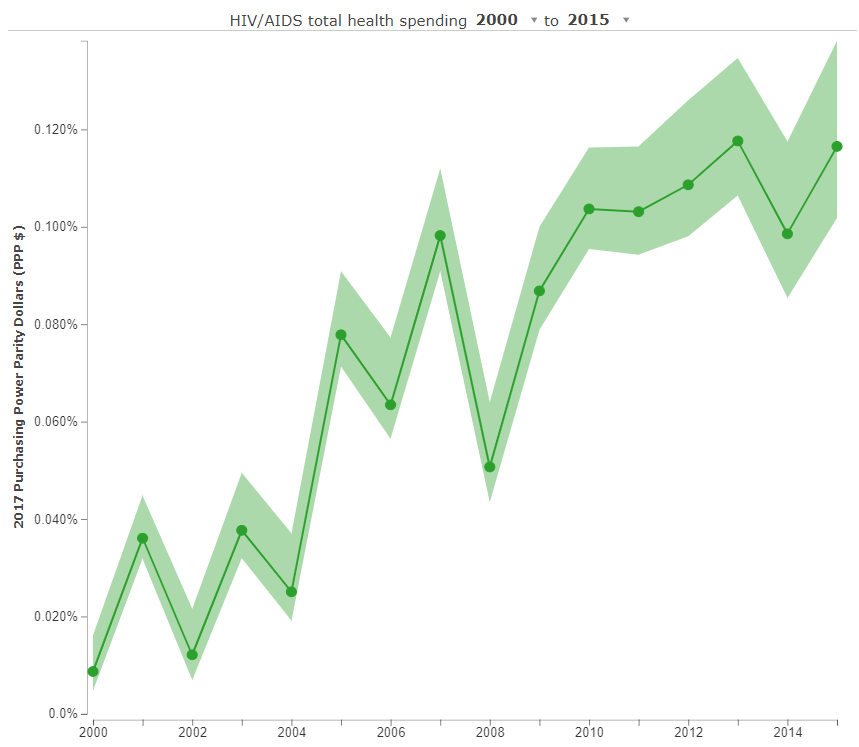 HIV/AIDS total health spending 2000 ▾ to 2015 ▾
0.120%
0.100%
0.080%
0.060%
0.040%
0.020%
0.0%
2017 Purchasing Power Parity Dollars (PPP $)
2000 2002 2004 2006 2008 2010 2012 2014